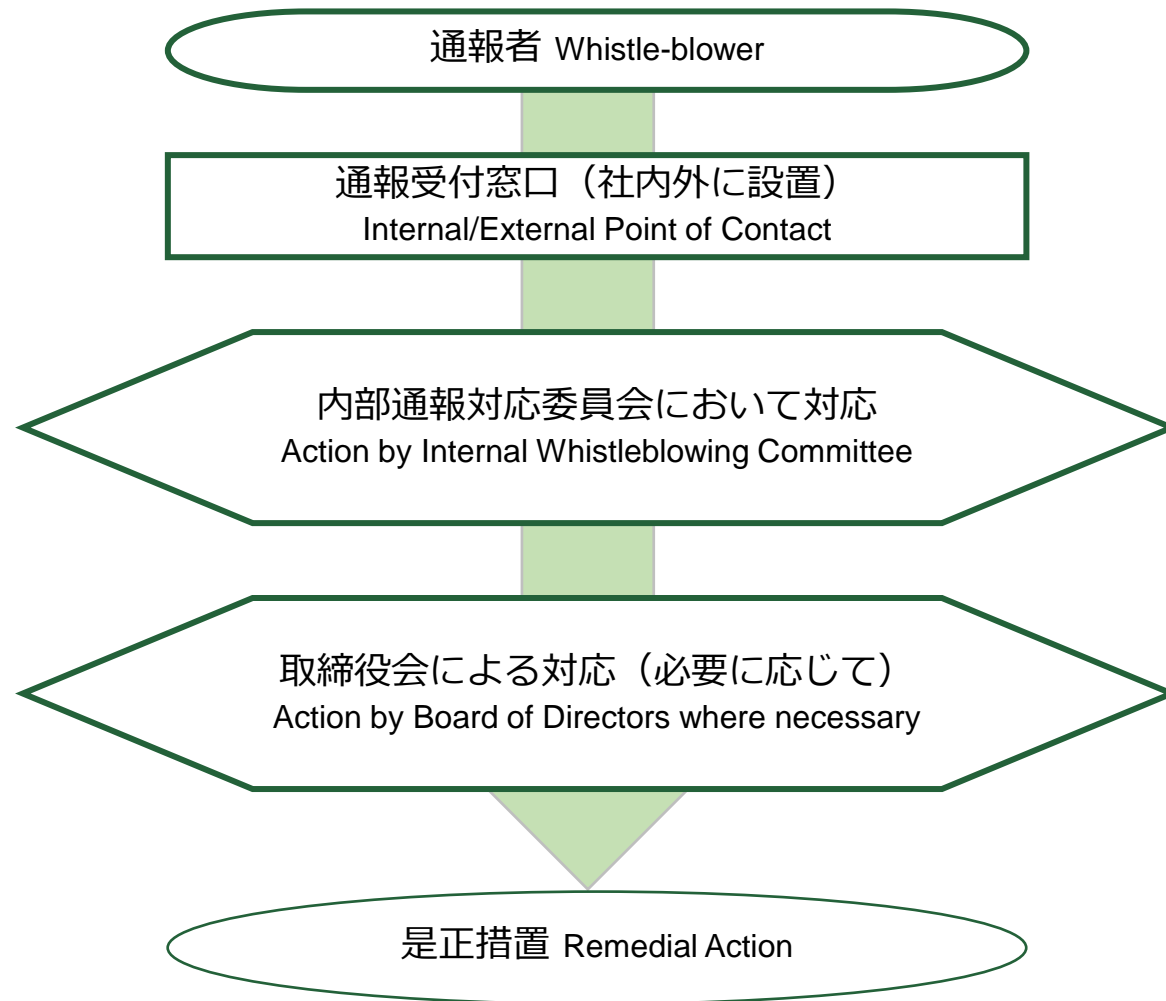 通報者 Whistle-blower
通報受付窓口（社内外に設置）
Internal/External Point of Contact
内部通報対応委員会において対応
Action by Internal Whistleblowing Committee
取締役会による対応（必要に応じて）
Action by Board of Directors where necessary
是正措置 Remedial Action